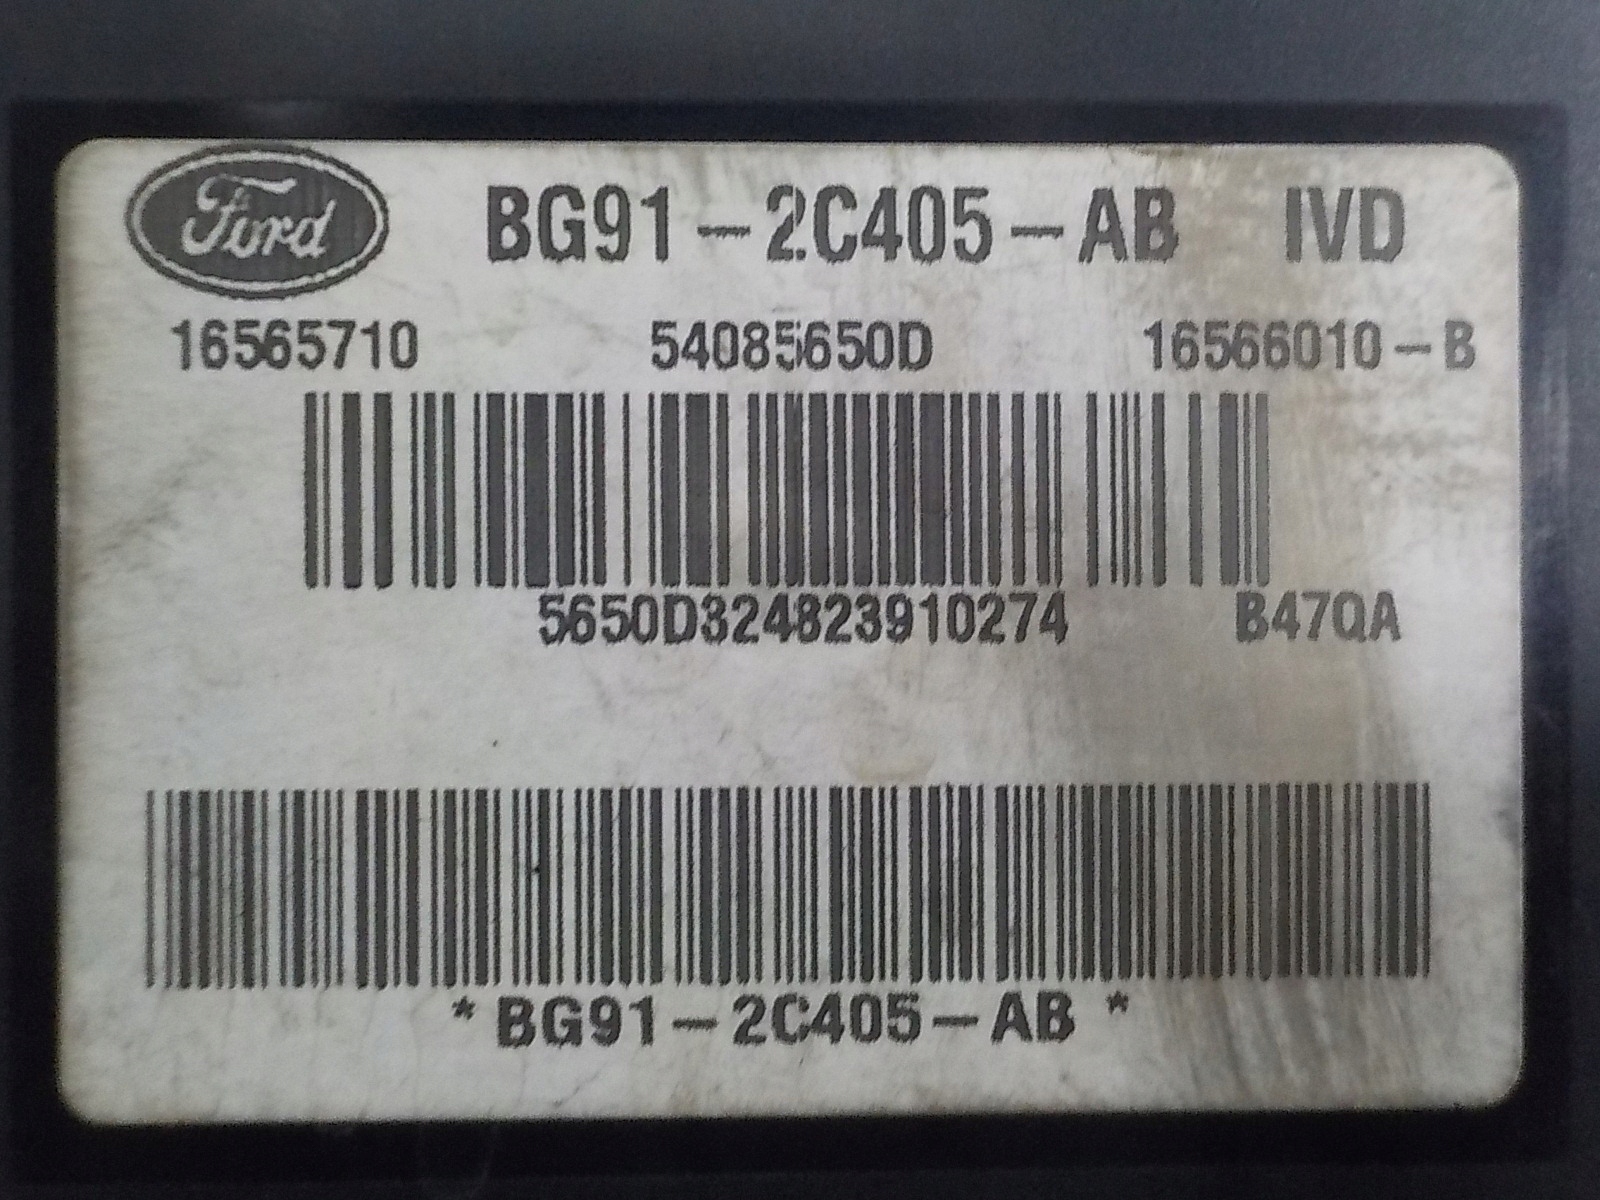 Ford BG91-2C405-AB IVD
16565710 54085650D 16566010-B
5650D324823910274 B47QA
*BG91-2C405-AB*